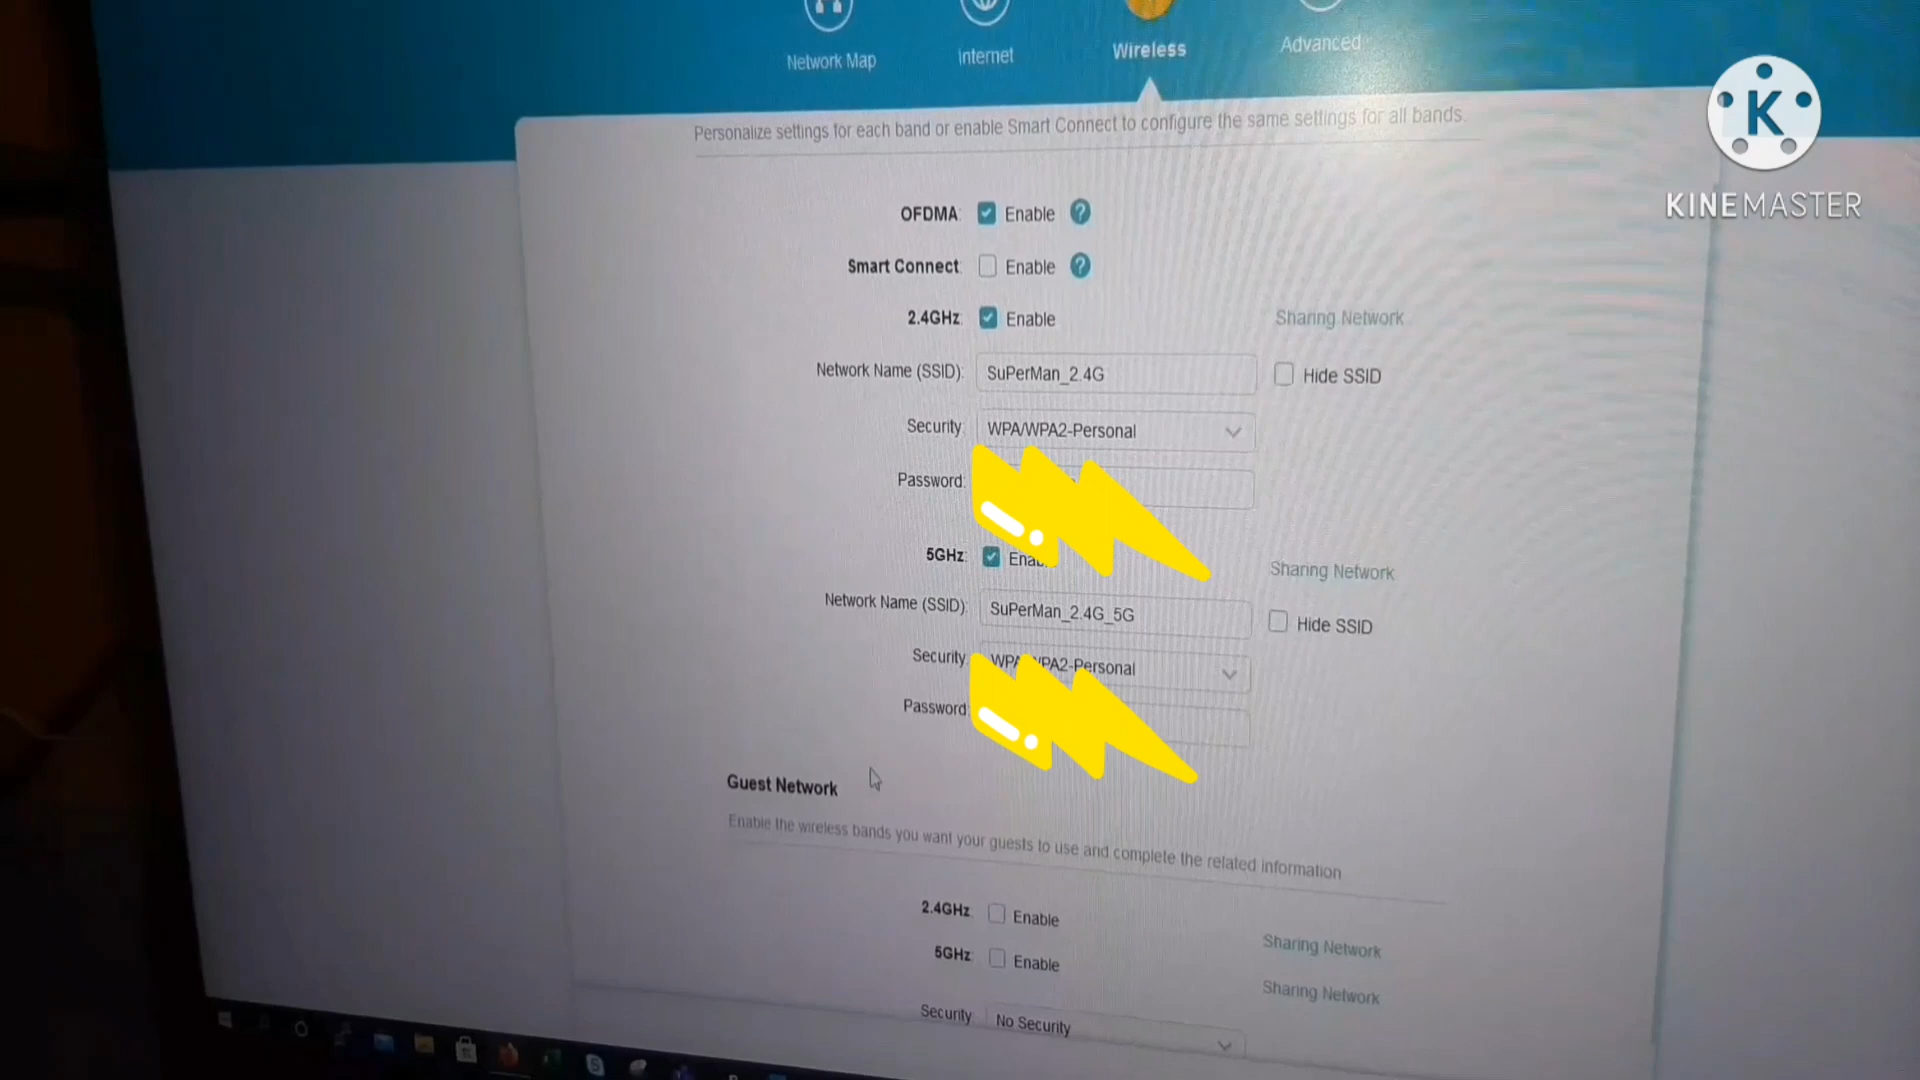 Network Map
Internet
Wireless
Advanced
K
KINEMASTER
Personalize settings for each band or enable Smart Connect to configure the same settings for all bands.
OFDMA: Enable ?
Smart Connect: Enable ?
2.4GHz: Enable Sharing Network
Network Name (SSID): SuPerMan_2.4G Hide SSID
Security: WPA/WPA2-Personal
Password:
5GHz: Sharing Network
Network Name (SSID): SuPerMan_2.4G_5G Hide SSID
Security: WPA/WPA2-Personal
Password:
Guest Network
Enable the wireless bands you want your guests to use and complete the related information
2.4GHz: Enable Sharing Network
5GHz: Enable Sharing Network
Security: No Security